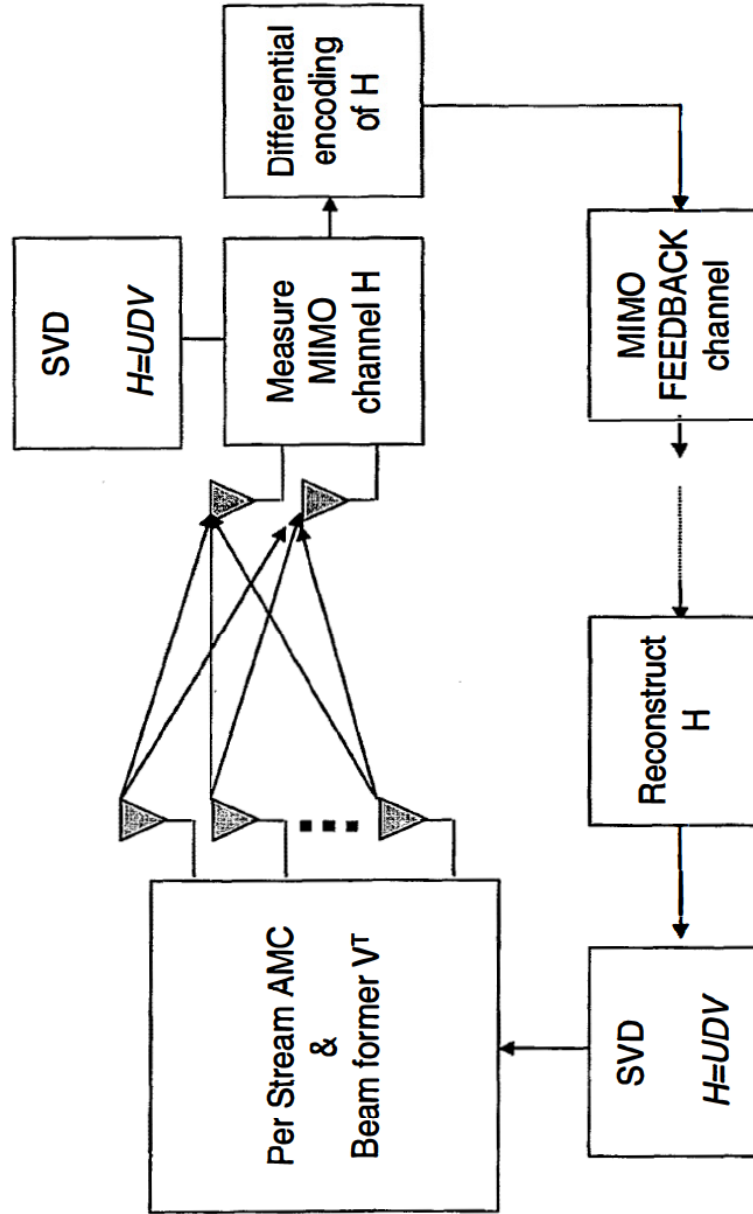 Per Stream AMC
&
Beam former Vᵀ
SVD
H=UDV
Measure
MIMO
channel H
Differential
encoding
of H
SVD
H=UDV
Reconstruct
H
MIMO
FEEDBACK
channel